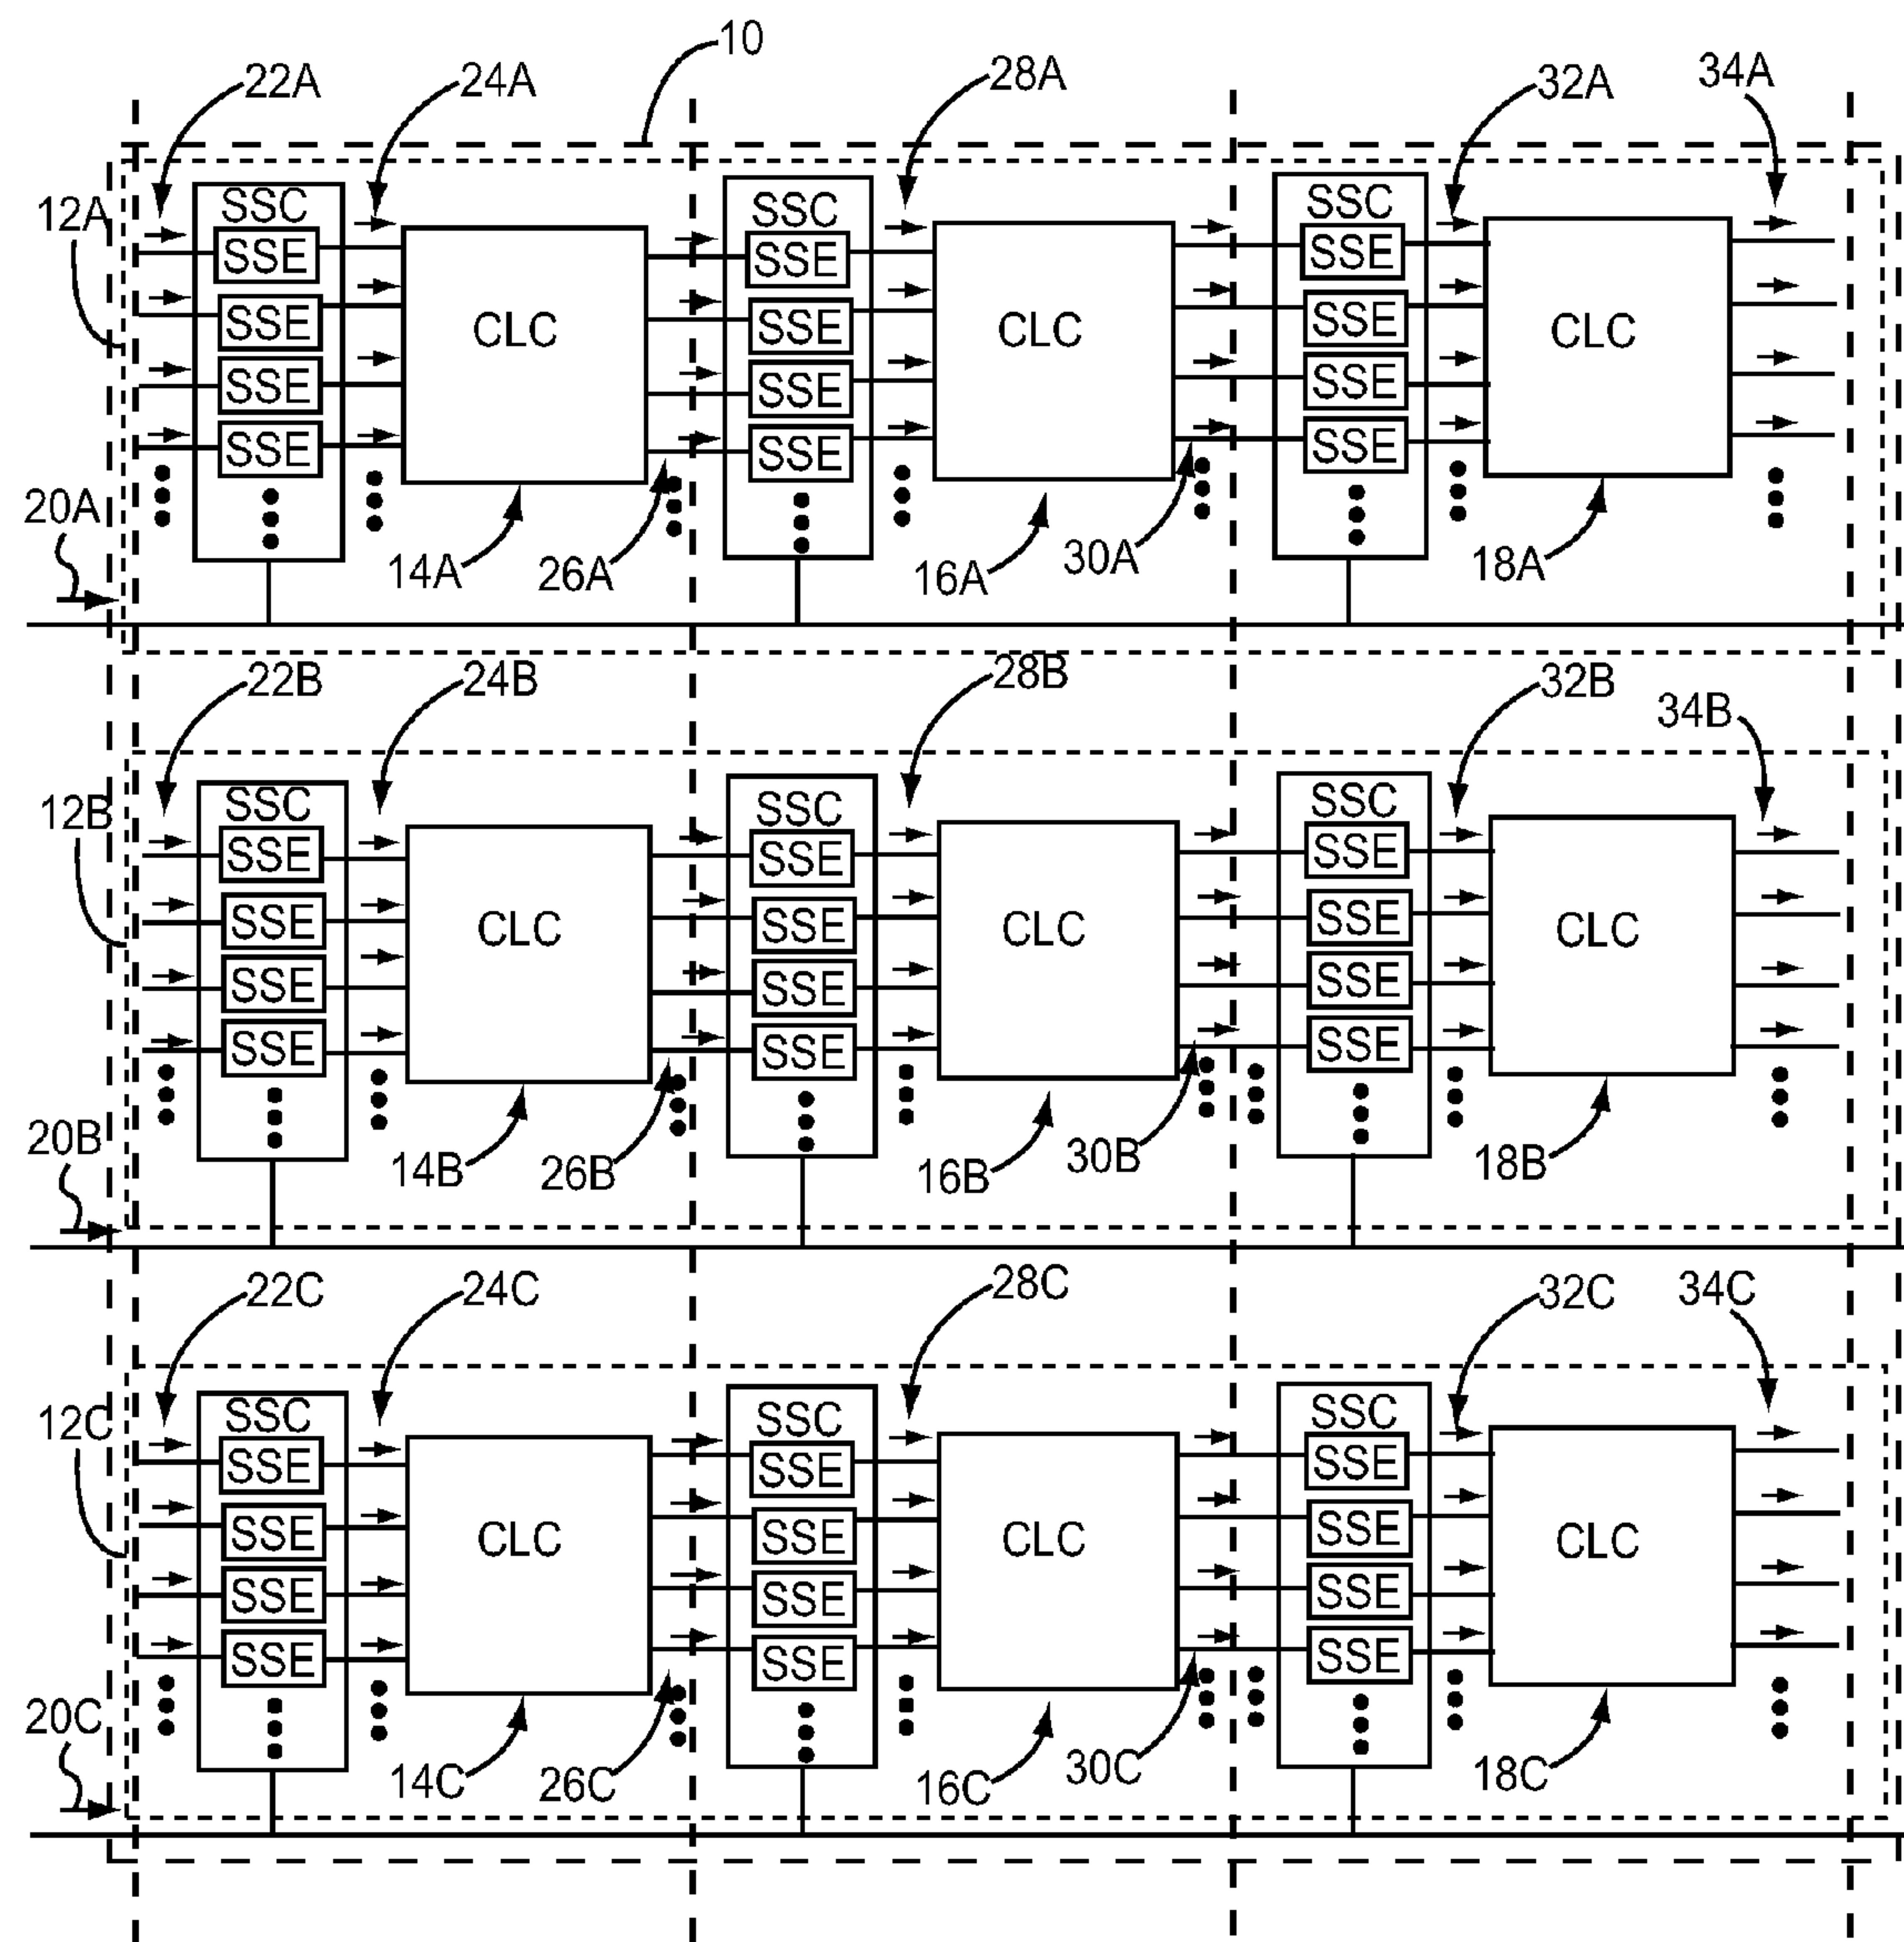 10
22A 24A 28A 32A 34A
12A
SSC SSC SSC
SSE SSE SSE
SSE SSE SSE
CLC CLC CLC
SSE SSE SSE
SSE SSE SSE
20A
14A 26A 16A 30A 18A
22B 24B 28B 32B 34B
12B
SSC SSC SSC
SSE SSE SSE
SSE SSE SSE
CLC CLC CLC
SSE SSE SSE
SSE SSE SSE
20B
14B 26B 16B 30B 18B
22C 24C 28C 32C 34C
12C
SSC SSC SSC
SSE SSE SSE
SSE SSE SSE
CLC CLC CLC
SSE SSE SSE
SSE SSE SSE
20C
14C 26C 16C 30C 18C